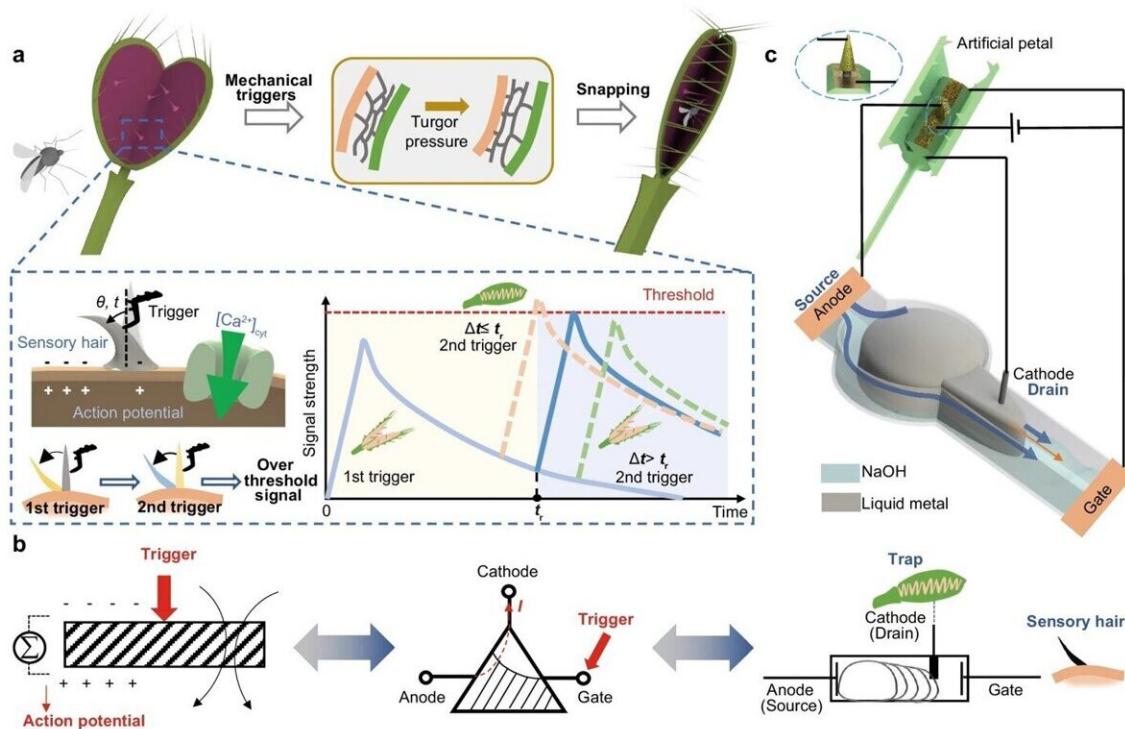 a
Mechanical
triggers
Turgor
pressure
Snapping
θ, t
Trigger
Sensory hair
[Ca²⁺]cyt
- - - -
+ + + +
Action potential
1st trigger
2nd trigger
Over
threshold
signal
Signal strength
Threshold
Δt ≤ tr
2nd trigger
1st trigger
Δt > tr
2nd trigger
0
tr
Time
b
Trigger
- - - -
Σ
+ + + +
Action potential
Cathode
I
Trigger
Anode
Gate
Trap
Cathode
(Drain)
Sensory hair
Anode
(Source)
Gate
c
Artificial petal
Source
Anode
Cathode
Drain
NaOH
Liquid metal
Gate